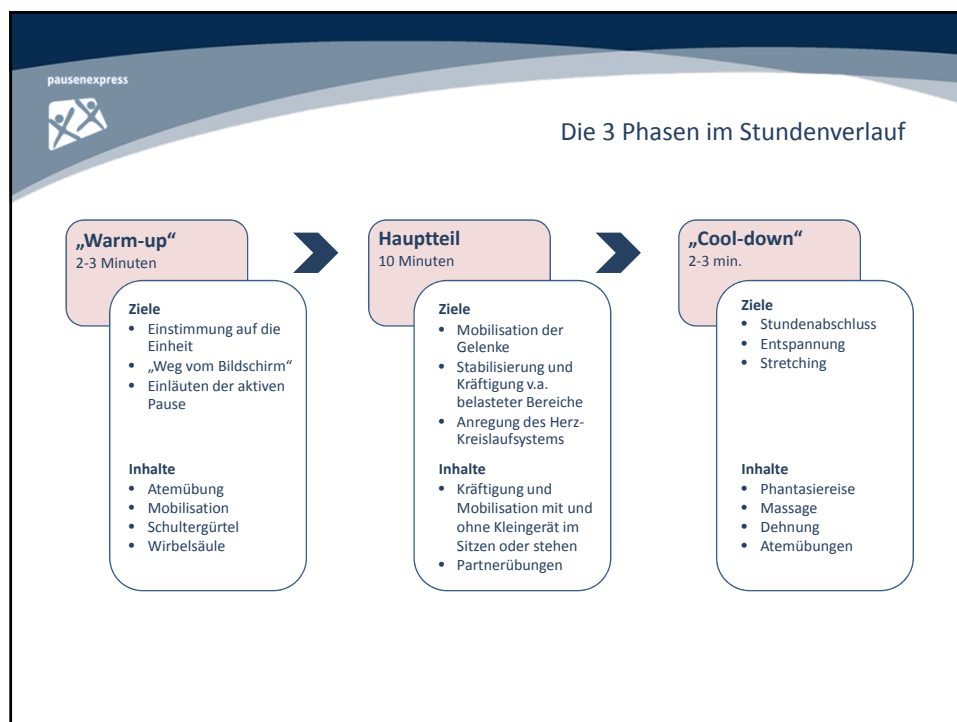 pausenexpress
Die 3 Phasen im Stundenverlauf
„Warm-up“
2-3 Minuten
Ziele
• Einstimmung auf die
Einheit
• „Weg vom Bildschirm“
• Einläuten der aktiven
Pause
Inhalte
• Atemübung
• Mobilisation
• Schultergürtel
• Wirbelsäule
Hauptteil
10 Minuten
Ziele
• Mobilisation der
Gelenke
• Stabilisierung und
Kräftigung v.a.
belasteter Bereiche
• Anregung des Herz-
Kreislaufsystems
Inhalte
• Kräftigung und
Mobilisation mit und
ohne Kleingerät im
Sitzen oder stehen
• Partnerübungen
„Cool-down“
2-3 min.
Ziele
• Stundenabschluss
• Entspannung
• Stretching
Inhalte
• Phantasiereise
• Massage
• Dehnung
• Atemübungen